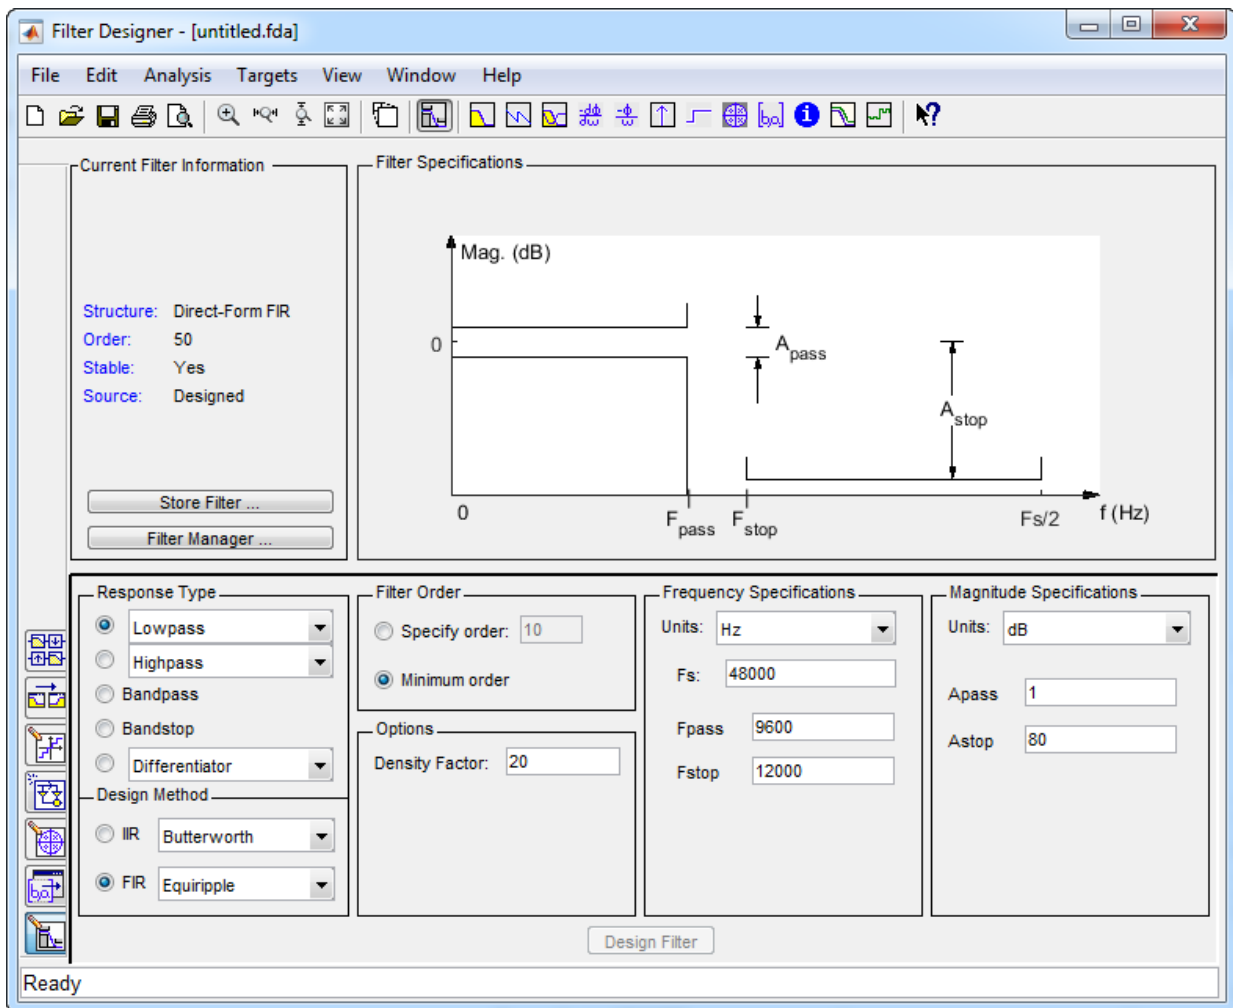 Filter Designer - [untitled.fda]
File Edit Analysis Targets View Window Help
Current Filter Information
Structure: Direct-Form FIR
Order: 50
Stable: Yes
Source: Designed
Store Filter ...
Filter Manager ...
Filter Specifications
Mag. (dB)
0
A pass
A stop
0
F pass
F stop
Fs/2
f (Hz)
Response Type
Lowpass
Highpass
Bandpass
Bandstop
Differentiator
Design Method
IIR Butterworth
FIR Equiripple
Filter Order
Specify order: 10
Minimum order
Options
Density Factor: 20
Frequency Specifications
Units: Hz
Fs: 48000
Fpass 9600
Fstop 12000
Magnitude Specifications
Units: dB
Apass 1
Astop 80
Design Filter
Ready